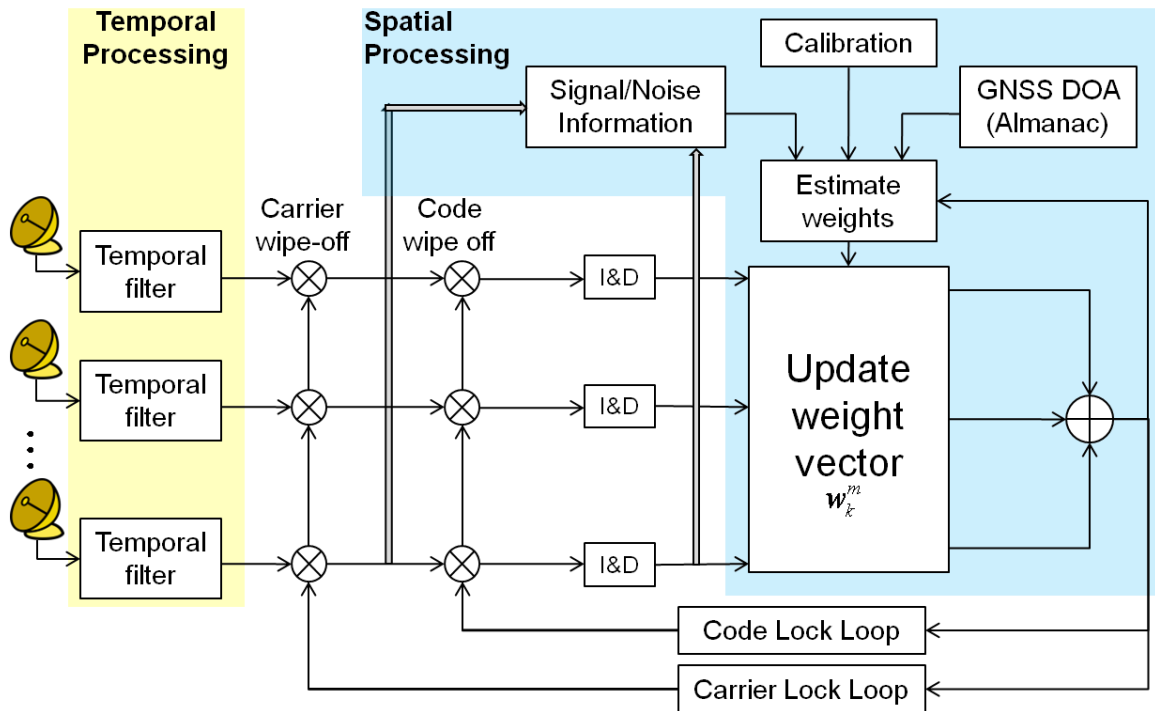 Temporal
Processing
Spatial
Processing
Calibration
Signal/Noise
Information
GNSS DOA
(Almanac)
Estimate
weights
Carrier
wipe-off
Code
wipe off
Temporal
filter
I&D
Temporal
filter
I&D
Update
weight
vector
w_k^m
Temporal
filter
I&D
Code Lock Loop
Carrier Lock Loop